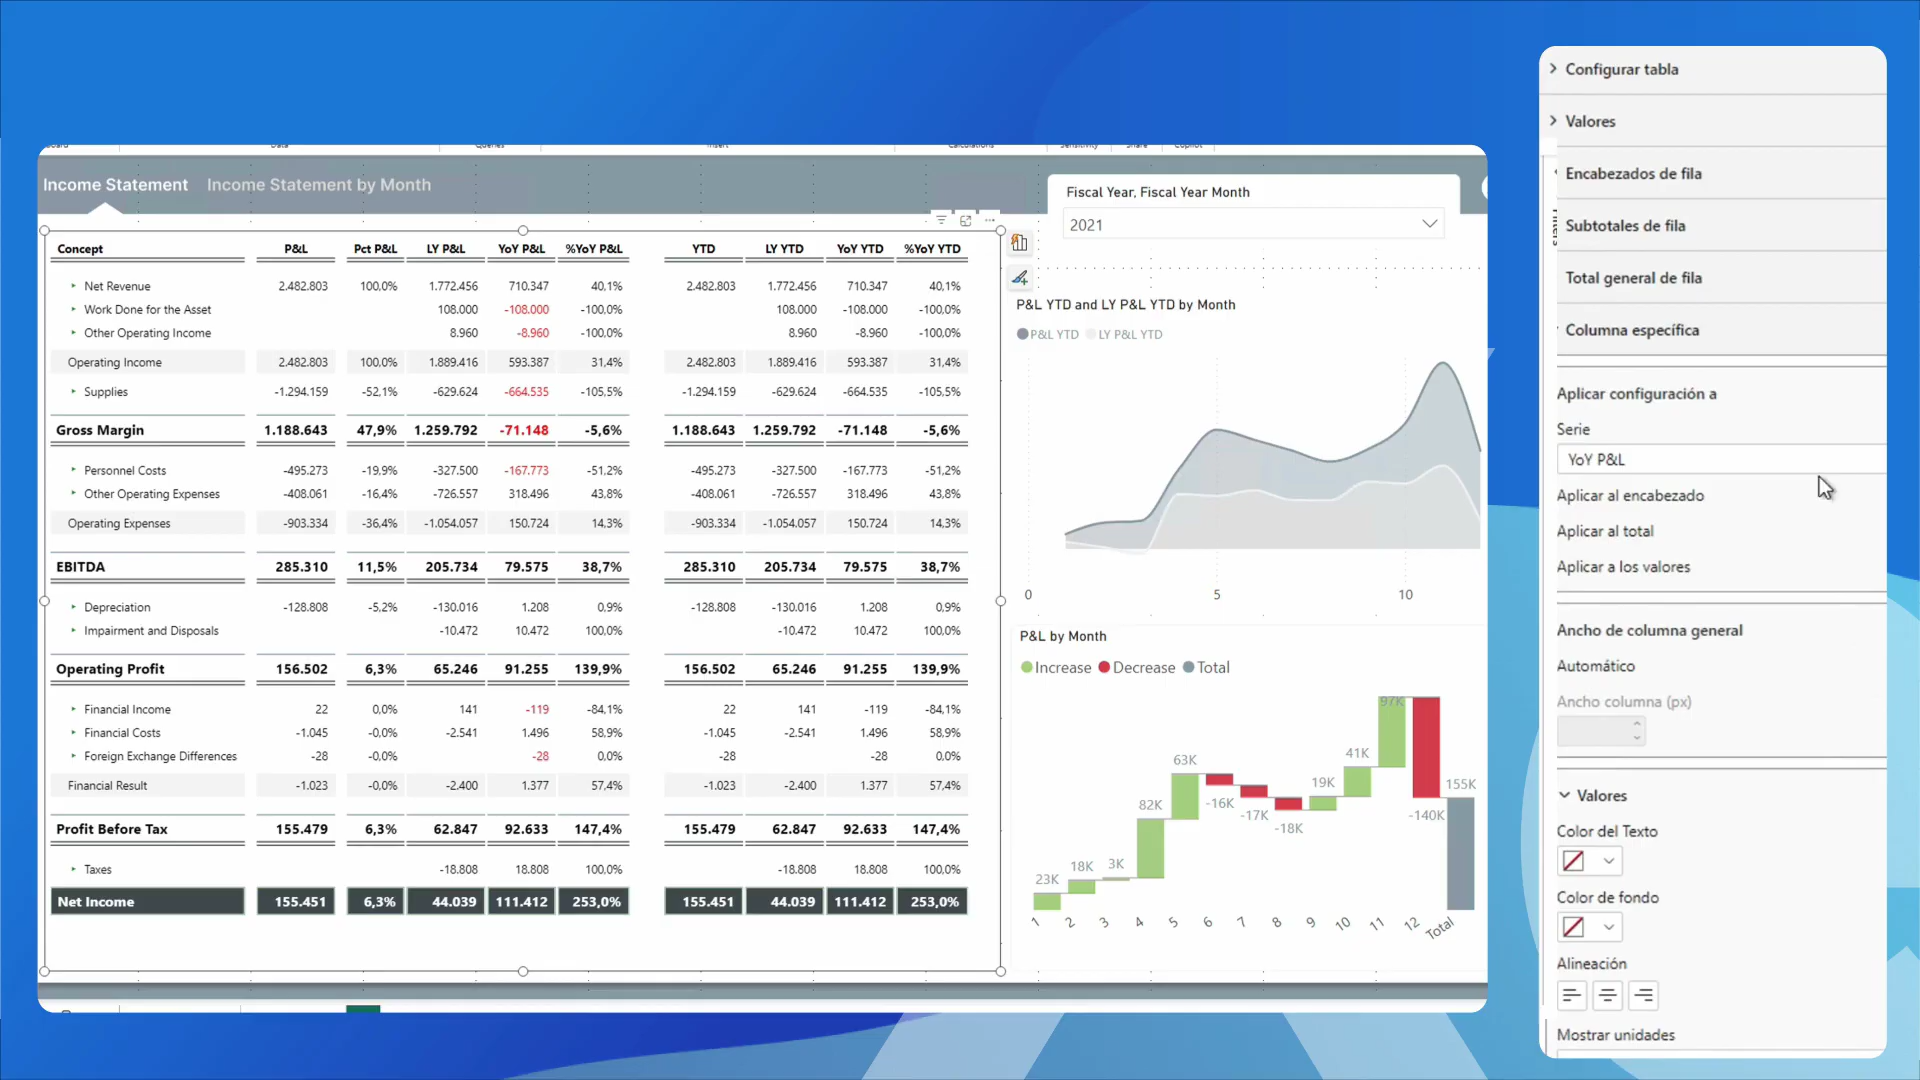 Data Queries Insert Calculations Sensitivity Share Copilot
Income Statement Income Statement by Month
Fiscal Year, Fiscal Year Month
2021
Concept P&L Pct P&L LY P&L YoY P&L %YoY P&L YTD LY YTD YoY YTD %YoY YTD
Net Revenue 2.482.803 100,0% 1.772.456 710.347 40,1% 2.482.803 1.772.456 710.347 40,1%
Work Done for the Asset 108.000 -108.000 -100,0% 108.000 -108.000 -100,0%
Other Operating Income 8.960 -8.960 -100,0% 8.960 -8.960 -100,0%
Operating Income 2.482.803 100,0% 1.889.416 593.387 31,4% 2.482.803 1.889.416 593.387 31,4%
Supplies -1.294.159 -52,1% -629.624 -664.535 -105,5% -1.294.159 -629.624 -664.535 -105,5%
Gross Margin 1.188.643 47,9% 1.259.792 -71.148 -5,6% 1.188.643 1.259.792 -71.148 -5,6%
Personnel Costs -495.273 -19,9% -327.500 -167.773 -51,2% -495.273 -327.500 -167.773 -51,2%
Other Operating Expenses -408.061 -16,4% -726.557 318.496 43,8% -408.061 -726.557 318.496 43,8%
Operating Expenses -903.334 -36,4% -1.054.057 150.724 14,3% -903.334 -1.054.057 150.724 14,3%
EBITDA 285.310 11,5% 205.734 79.575 38,7% 285.310 205.734 79.575 38,7%
Depreciation -128.808 -5,2% -130.016 1.208 0,9% -128.808 -130.016 1.208 0,9%
Impairment and Disposals -10.472 10.472 100,0% -10.472 10.472 100,0%
Operating Profit 156.502 6,3% 65.246 91.255 139,9% 156.502 65.246 91.255 139,9%
Financial Income 22 0,0% 141 -119 -84,1% 22 141 -119 -84,1%
Financial Costs -1.045 -0,0% -2.541 1.496 58,9% -1.045 -2.541 1.496 58,9%
Foreign Exchange Differences -28 -0,0% -28 0,0% -28 -28 0,0%
Financial Result -1.023 -0,0% -2.400 1.377 57,4% -1.023 -2.400 1.377 57,4%
Profit Before Tax 155.479 6,3% 62.847 92.633 147,4% 155.479 62.847 92.633 147,4%
Taxes -18.808 18.808 100,0% -18.808 18.808 100,0%
Net Income 155.451 6,3% 44.039 111.412 253,0% 155.451 44.039 111.412 253,0%
P&L YTD and LY P&L YTD by Month
P&L YTD LY P&L YTD
0 5 10
P&L by Month
Increase Decrease Total
23K 18K 3K 82K 63K -16K -17K -18K 19K 41K 97K -140K 155K
1 2 3 4 5 6 7 8 9 10 11 12 Total
Configurar tabla
Valores
Encabezados de fila
Subtotales de fila
Total general de fila
Columna específica
Aplicar configuración a
Serie
YoY P&L
Aplicar al encabezado
Aplicar al total
Aplicar a los valores
Ancho de columna general
Automático
Ancho columna (px)
Valores
Color del Texto
Color de fondo
Alineación
Mostrar unidades